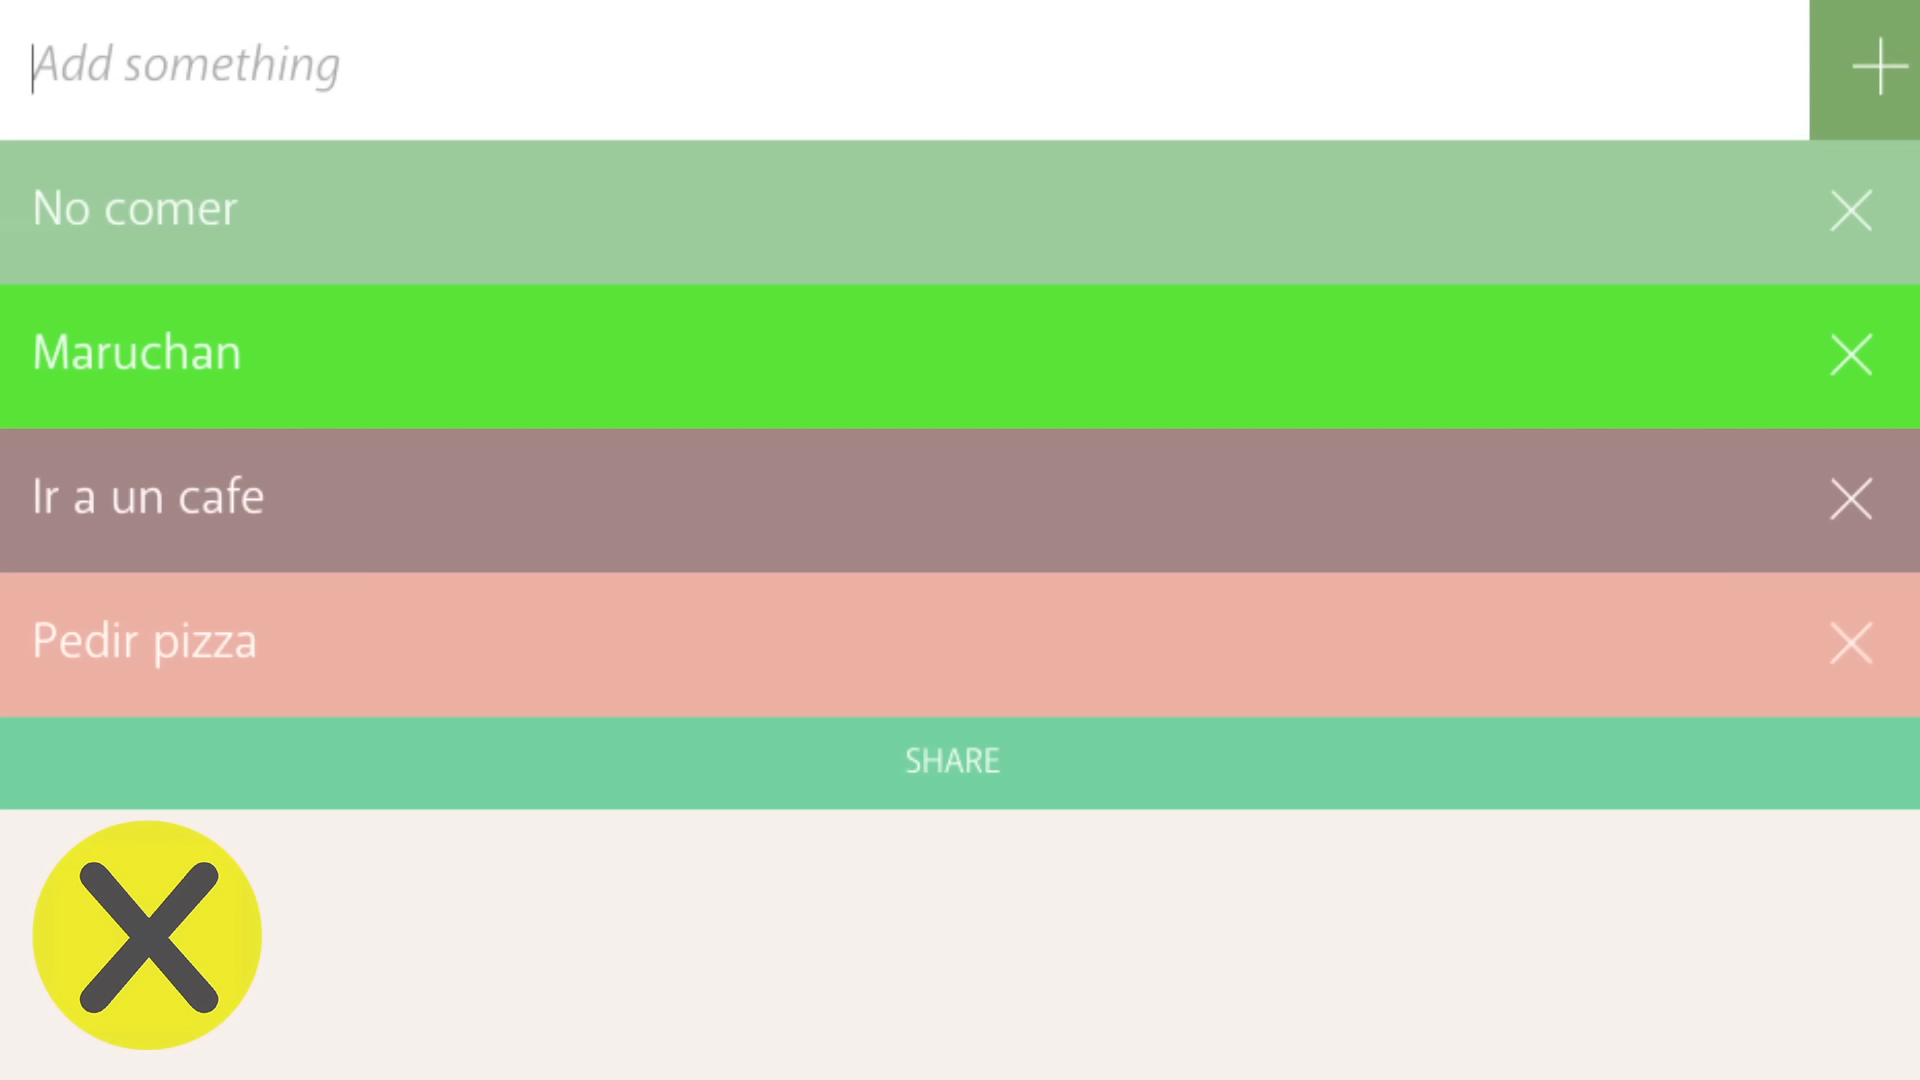 Add something
No comer
Maruchan
Ir a un cafe
Pedir pizza
SHARE